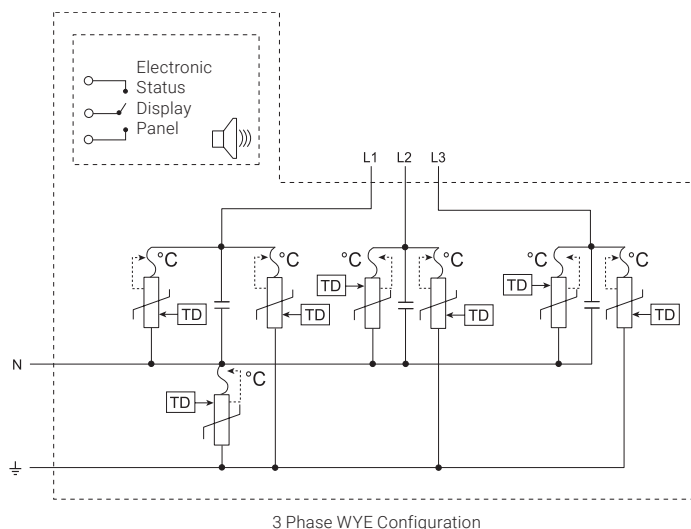 Electronic
Status
Display
Panel
L1 L2 L3
°C °C °C °C °C °C
TD TD
TD TD TD TD
N
°C
TD
3 Phase WYE Configuration